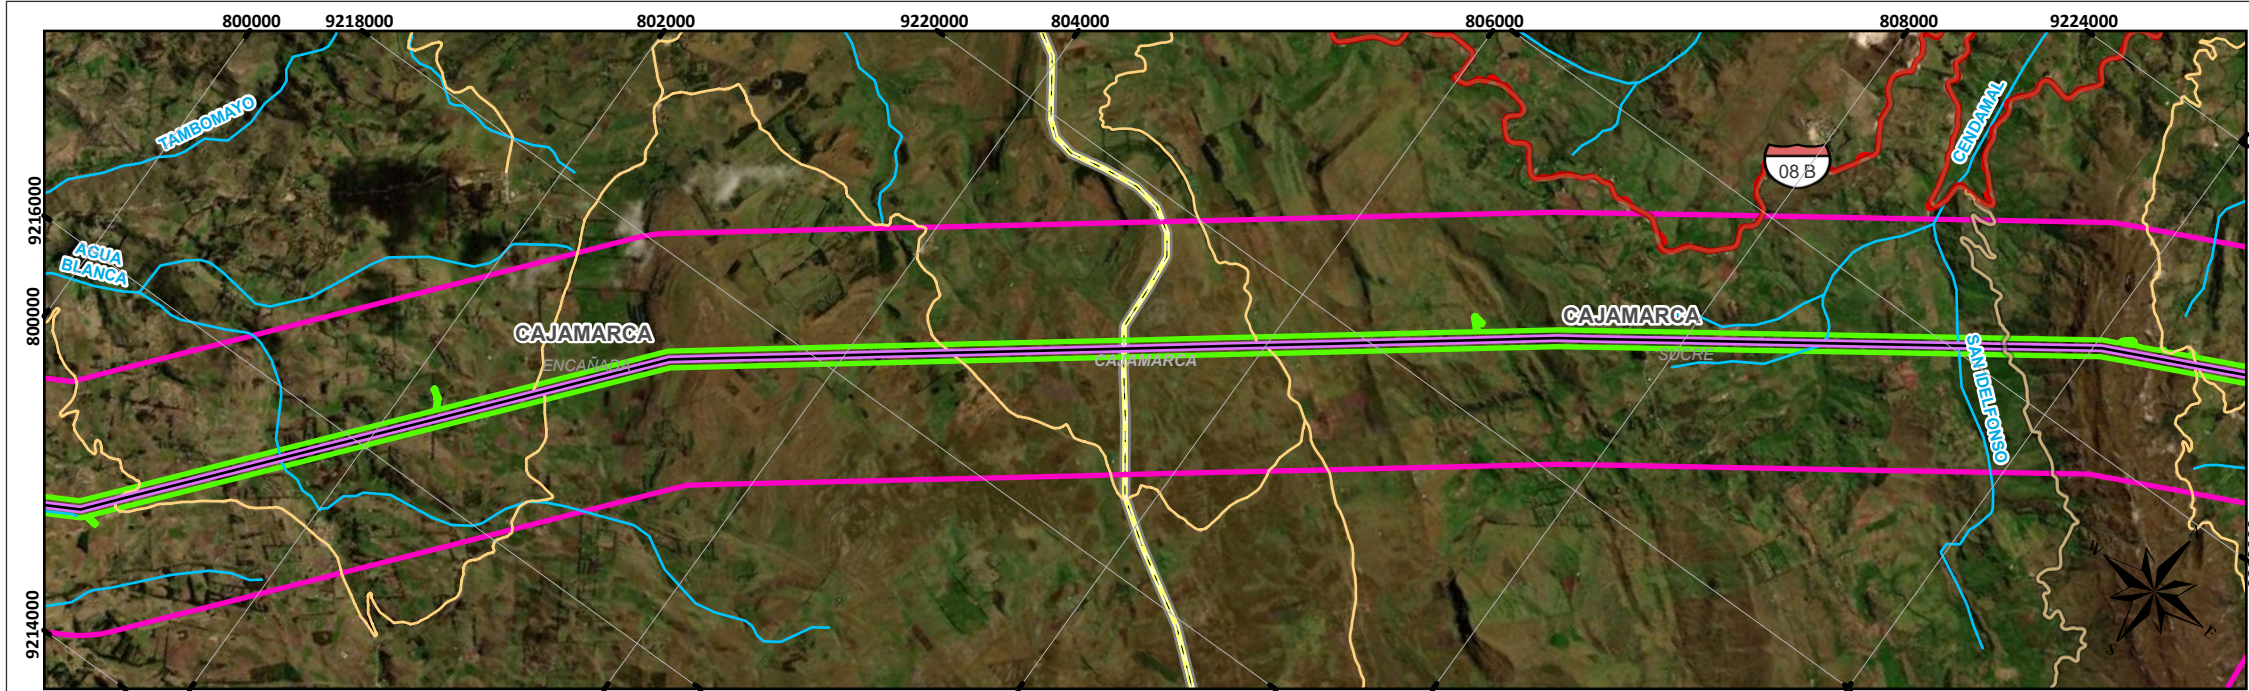 800000
9218000
802000
9220000
804000
806000
808000
9224000
TAMBOMAYO
CENDAMAL
08 B
9216000
AGUA
BLANCA
800000
CAJAMARCA
CAJAMARCA
ENCAÑADA
CAJAMARCA
SUCRE
SAN IDELFONSO
9214000
W
E
S